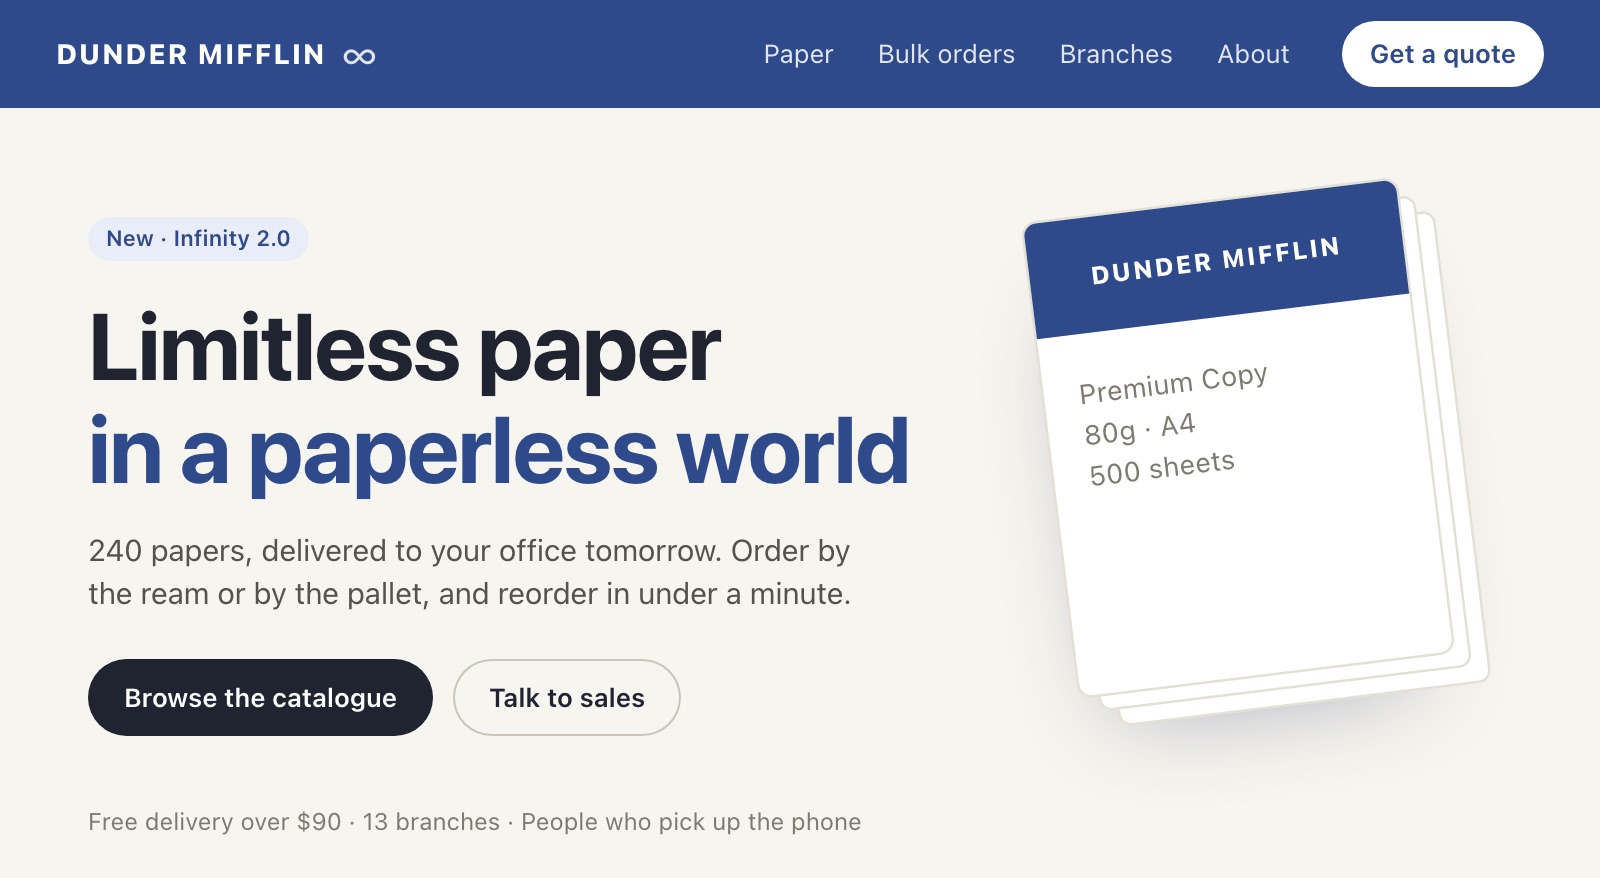 DUNDER MIFFLIN ∞
Paper Bulk orders Branches About Get a quote
New · Infinity 2.0
Limitless paper
in a paperless world
240 papers, delivered to your office tomorrow. Order by
the ream or by the pallet, and reorder in under a minute.
Browse the catalogue Talk to sales
Free delivery over $90 · 13 branches · People who pick up the phone
DUNDER MIFFLIN
Premium Copy
80g · A4
500 sheets